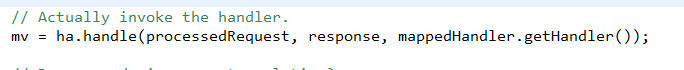 // Actually invoke the handler.
mv = ha.handle(processedRequest, response, mappedHandler.getHandler());